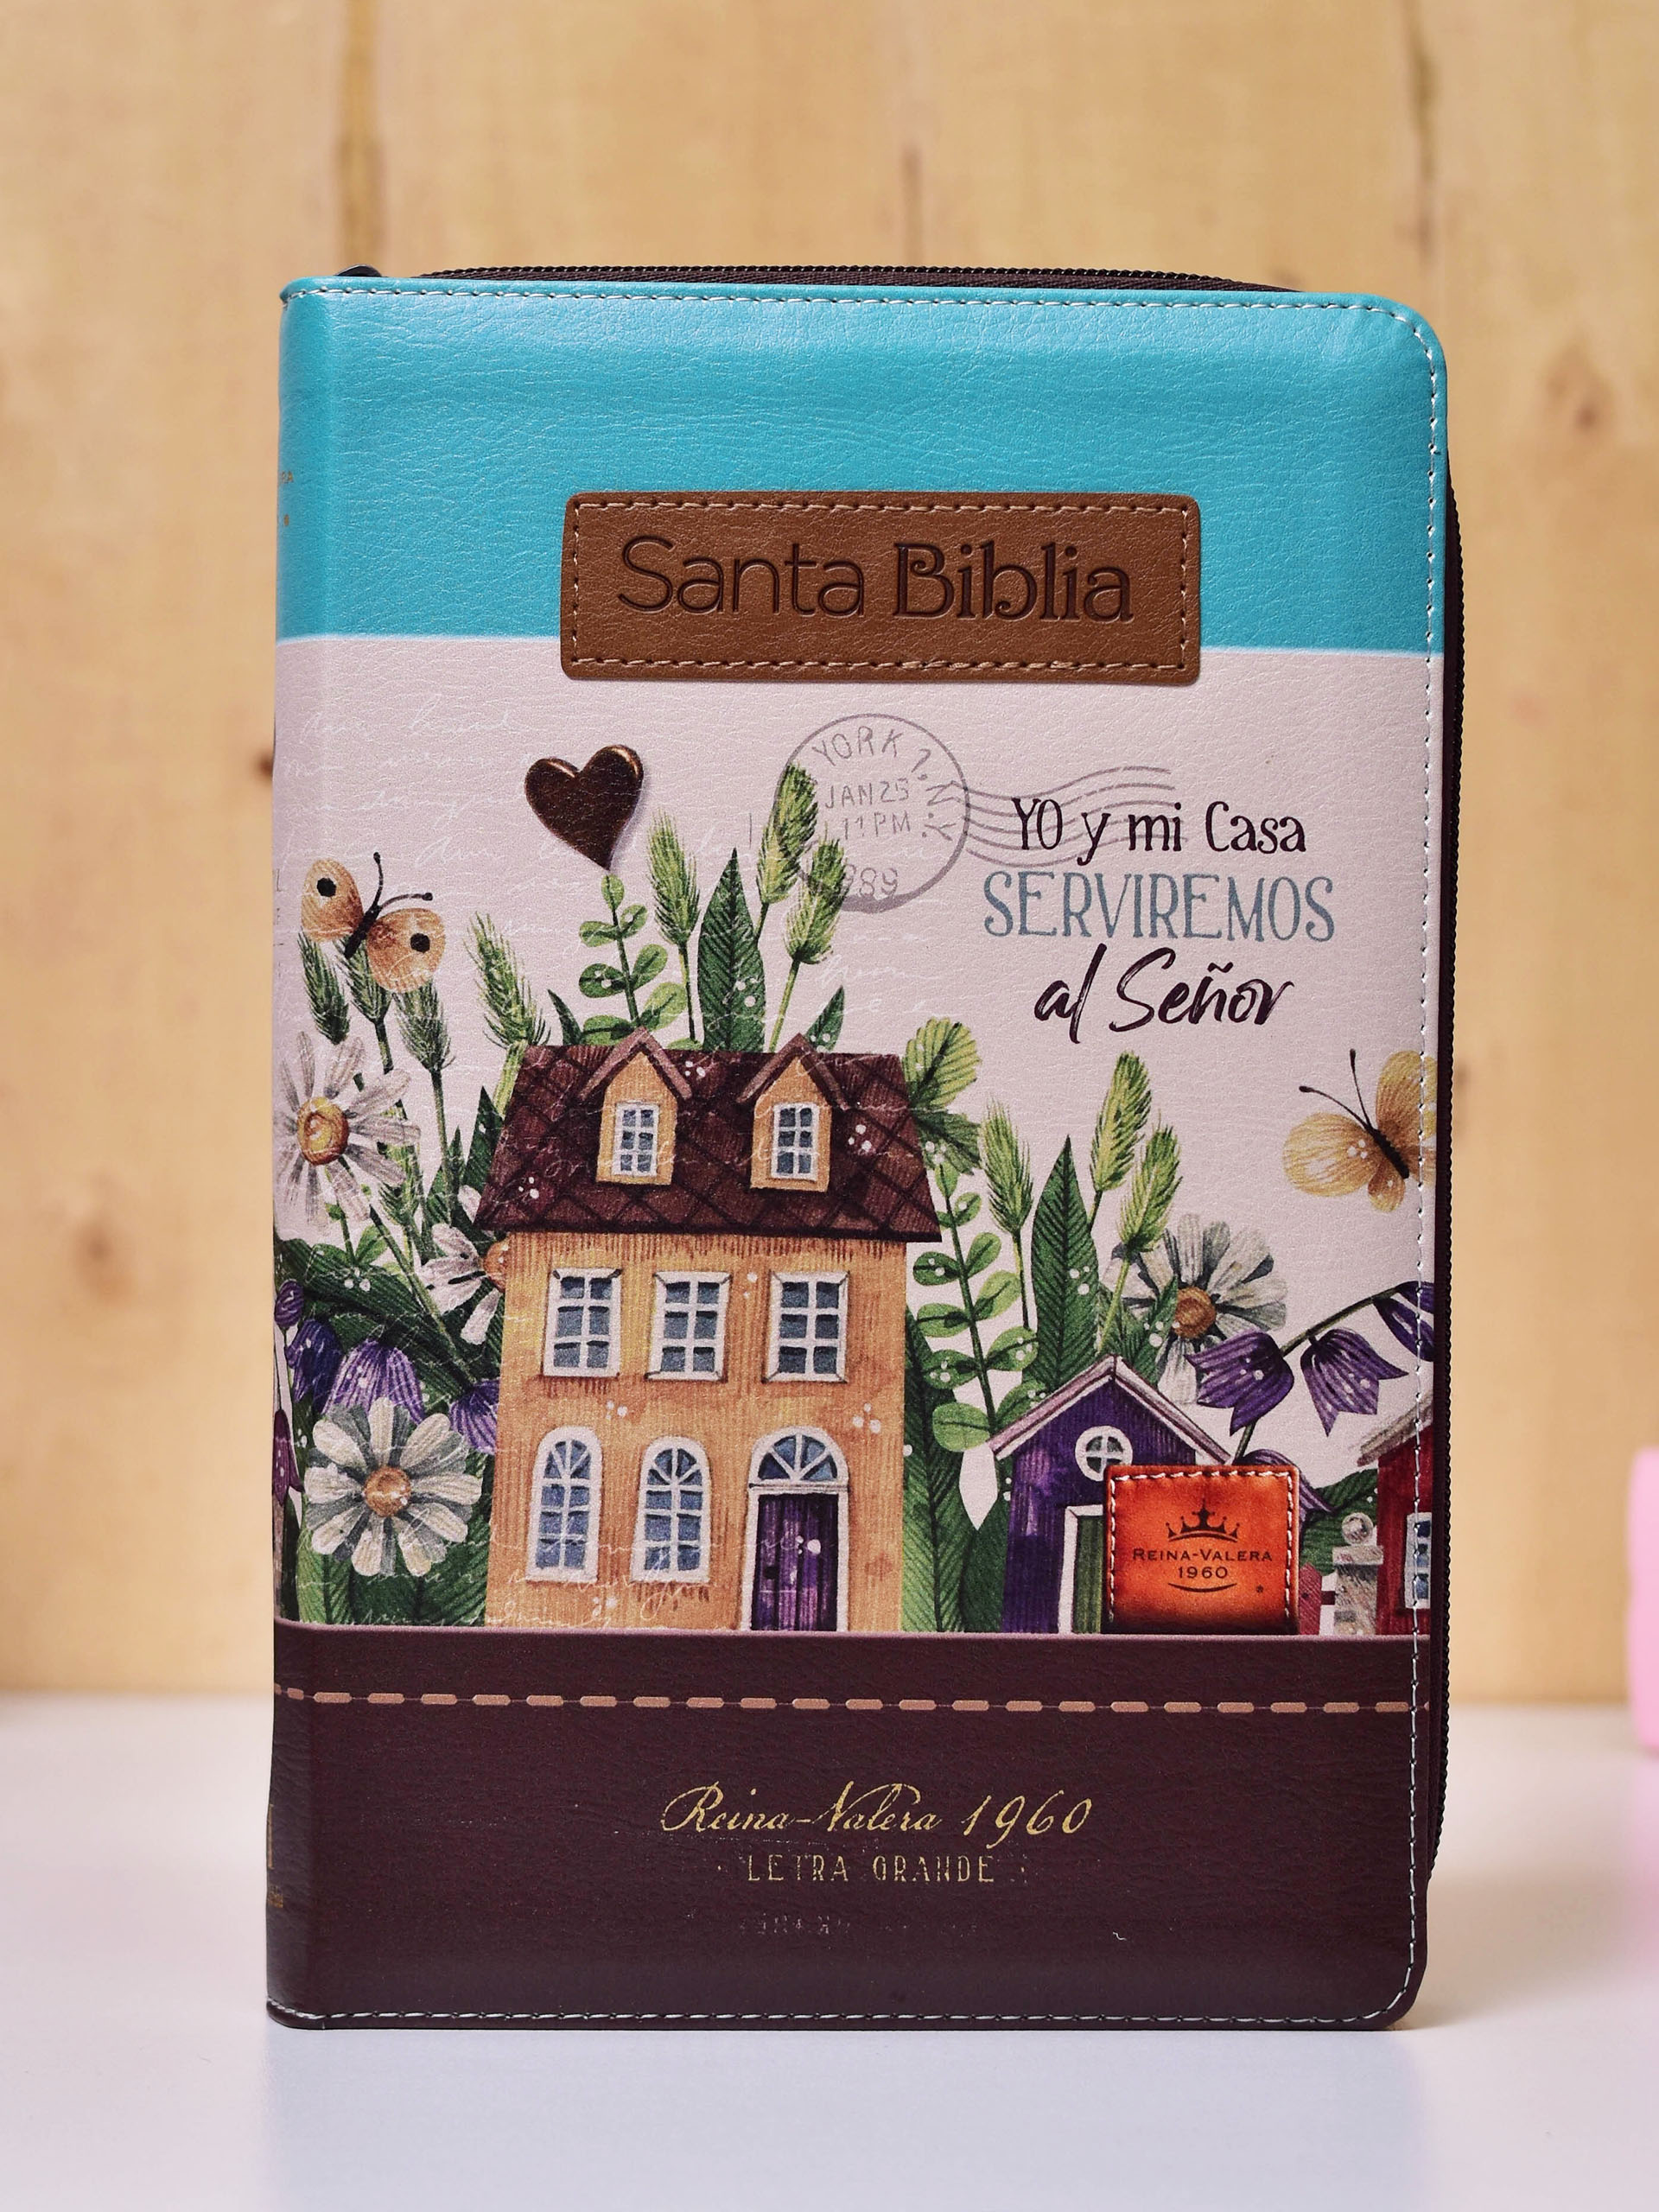 Santa Biblia
YORK 7, N.Y.
JAN 25
11 PM
YO y mi Casa
SERVIREMOS
al Señor
REINA-VALERA
1960
Reina-Valera 1960
LETRA GRANDE